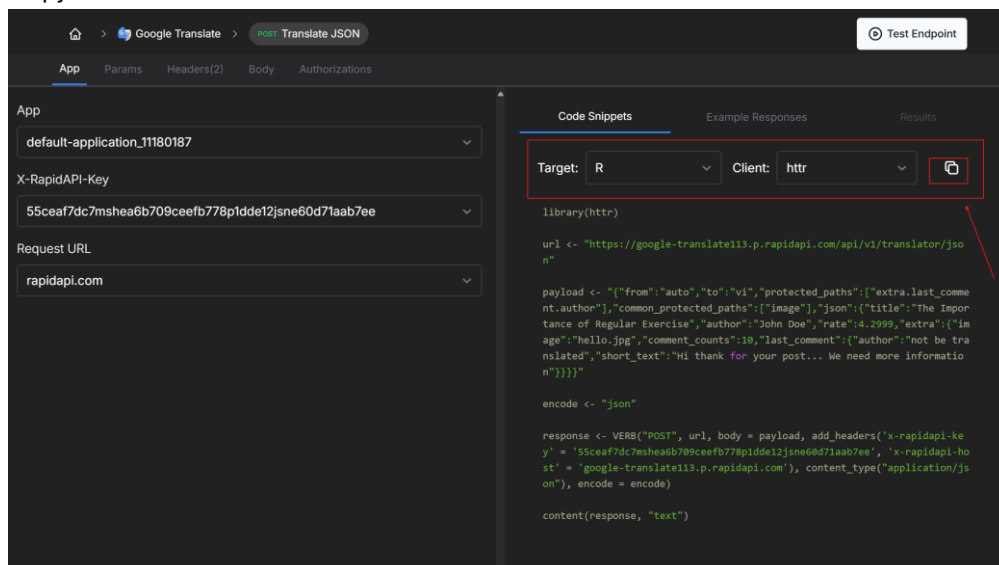 Google Translate > POST Translate JSON
Test Endpoint
App Params Headers(2) Body Authorizations
App
default-application_11180187
X-RapidAPI-Key
55ceaf7dc7mshea6b709ceefb778p1dde12jsne60d71aab7ee
Request URL
rapidapi.com
Code Snippets Example Responses Results
Target: R Client: httr
library(httr)
url <- "https://google-translate113.p.rapidapi.com/api/v1/translator/jso
n"
payload <- "{"from":"auto","to":"vi","protected_paths":["extra.last_comme
nt.author"],"common_protected_paths":["image"],"json":{"title":"The Impor
tance of Regular Exercise","author":"John Doe","rate":4.2999,"extra":{"im
age":"hello.jpg","comment_counts":10,"last_comment":{"author":"not be tra
nslated","short_text":"Hi thank for your post... We need more informatio
n"}}}}"
encode <- "json"
response <- VERB("POST", url, body = payload, add_headers('x-rapidapi-ke
y' = '55ceaf7dc7mshea6b709ceefb778p1dde12jsne60d71aab7ee', 'x-rapidapi-ho
st' = 'google-translate113.p.rapidapi.com'), content_type("application/js
on"), encode = encode)
content(response, "text")